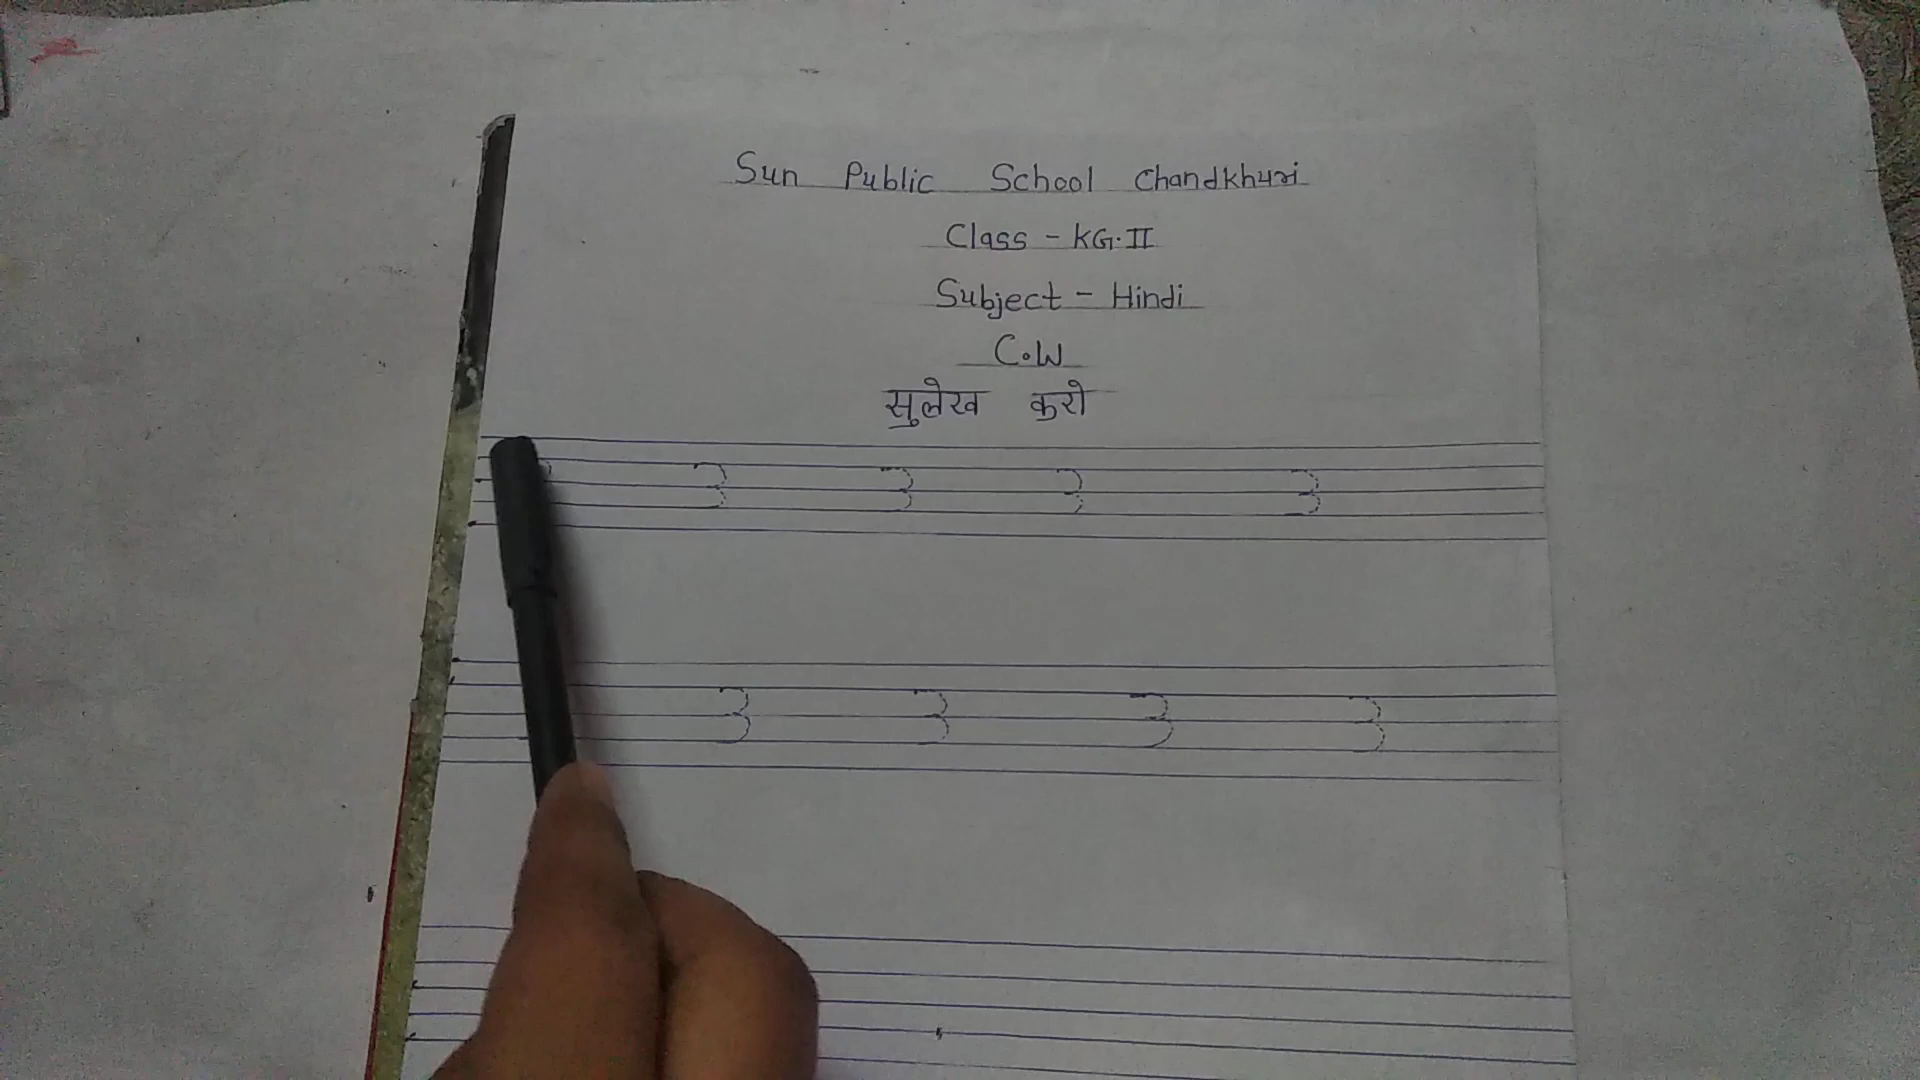 Sun Public School Chandkhuri
Class - KG.II
Subject - Hindi
C.W
सुलेख करो
3 3 3 3
3 3 3 3